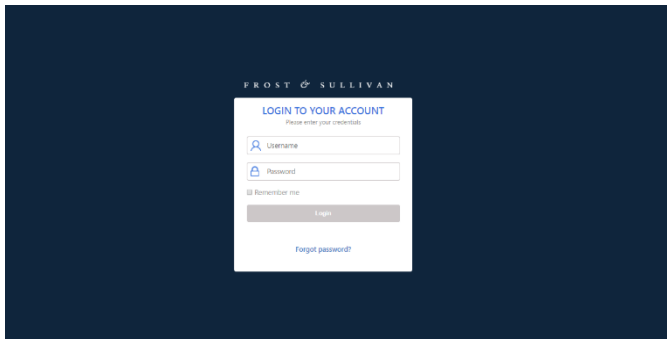 FROST & SULLIVAN
LOGIN TO YOUR ACCOUNT
Please enter your credentials
Username
Password
Remember me
Login
Forgot password?